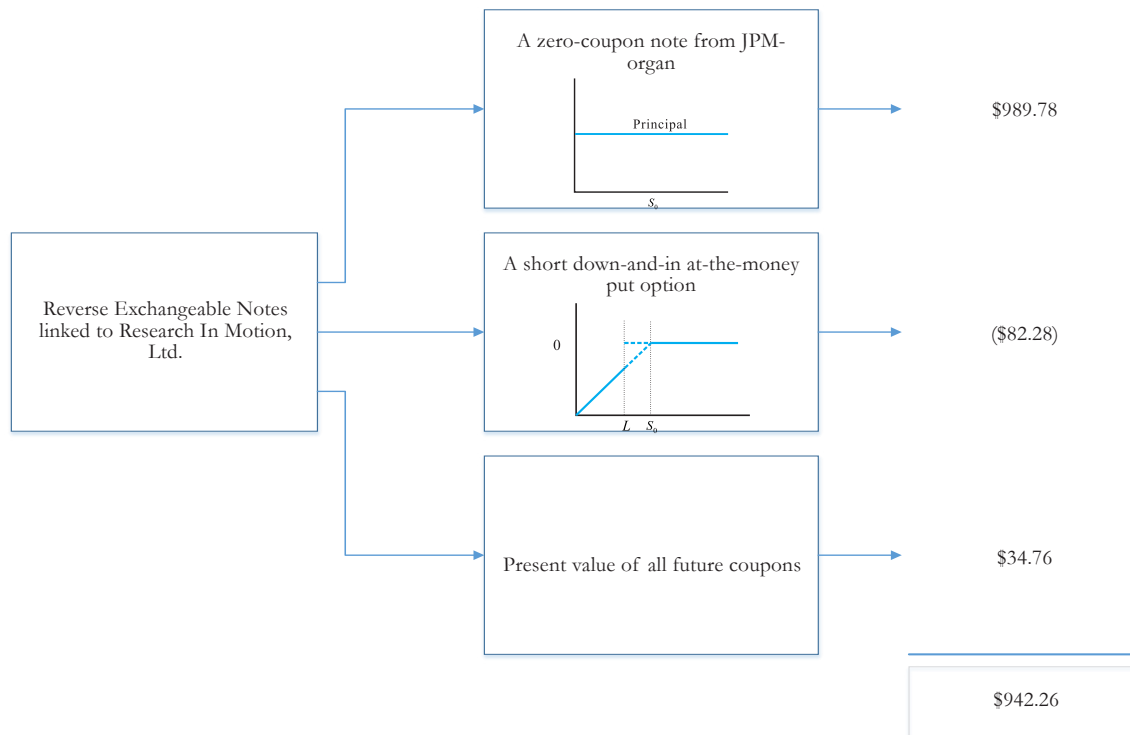 A zero-coupon note from JPM-
organ
Principal
S₀
$989.78
Reverse Exchangeable Notes
linked to Research In Motion,
Ltd.
A short down-and-in at-the-money
put option
0
L S₀
($82.28)
Present value of all future coupons
$34.76
$942.26